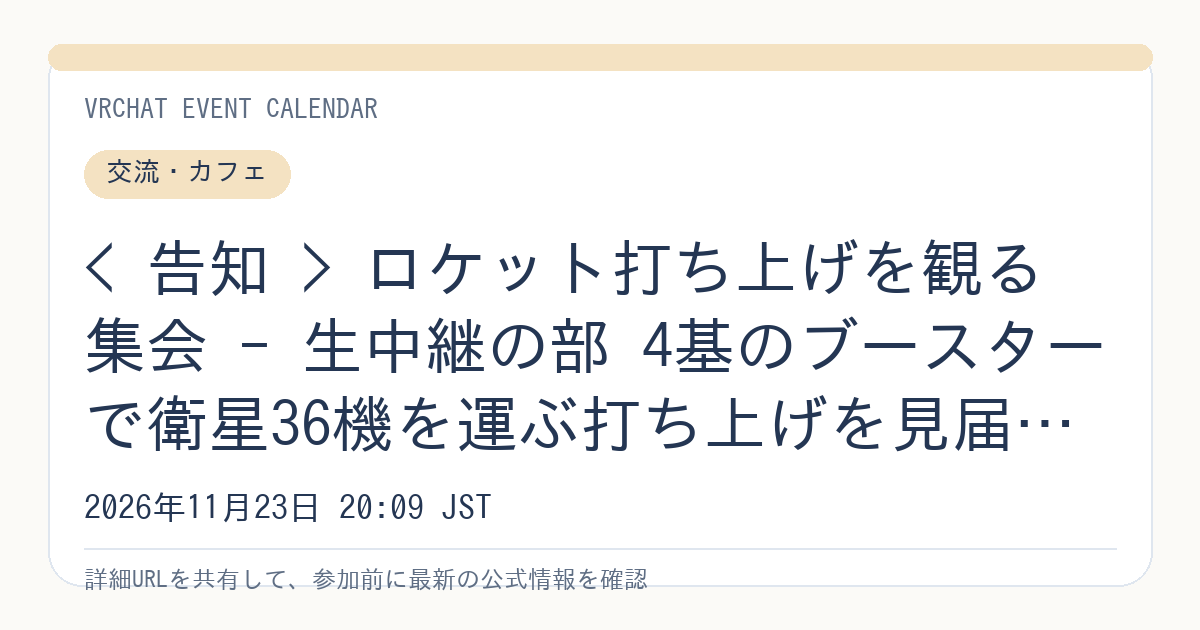 VRCHAT EVENT CALENDAR
交流・カフェ
< 告知 > ロケット打ち上げを観る
集会 - 生中継の部 4基のブースター
で衛星36機を運ぶ打ち上げを見届…
2026年11月23日 20:09 JST
詳細URLを共有して、参加前に最新の公式情報を確認